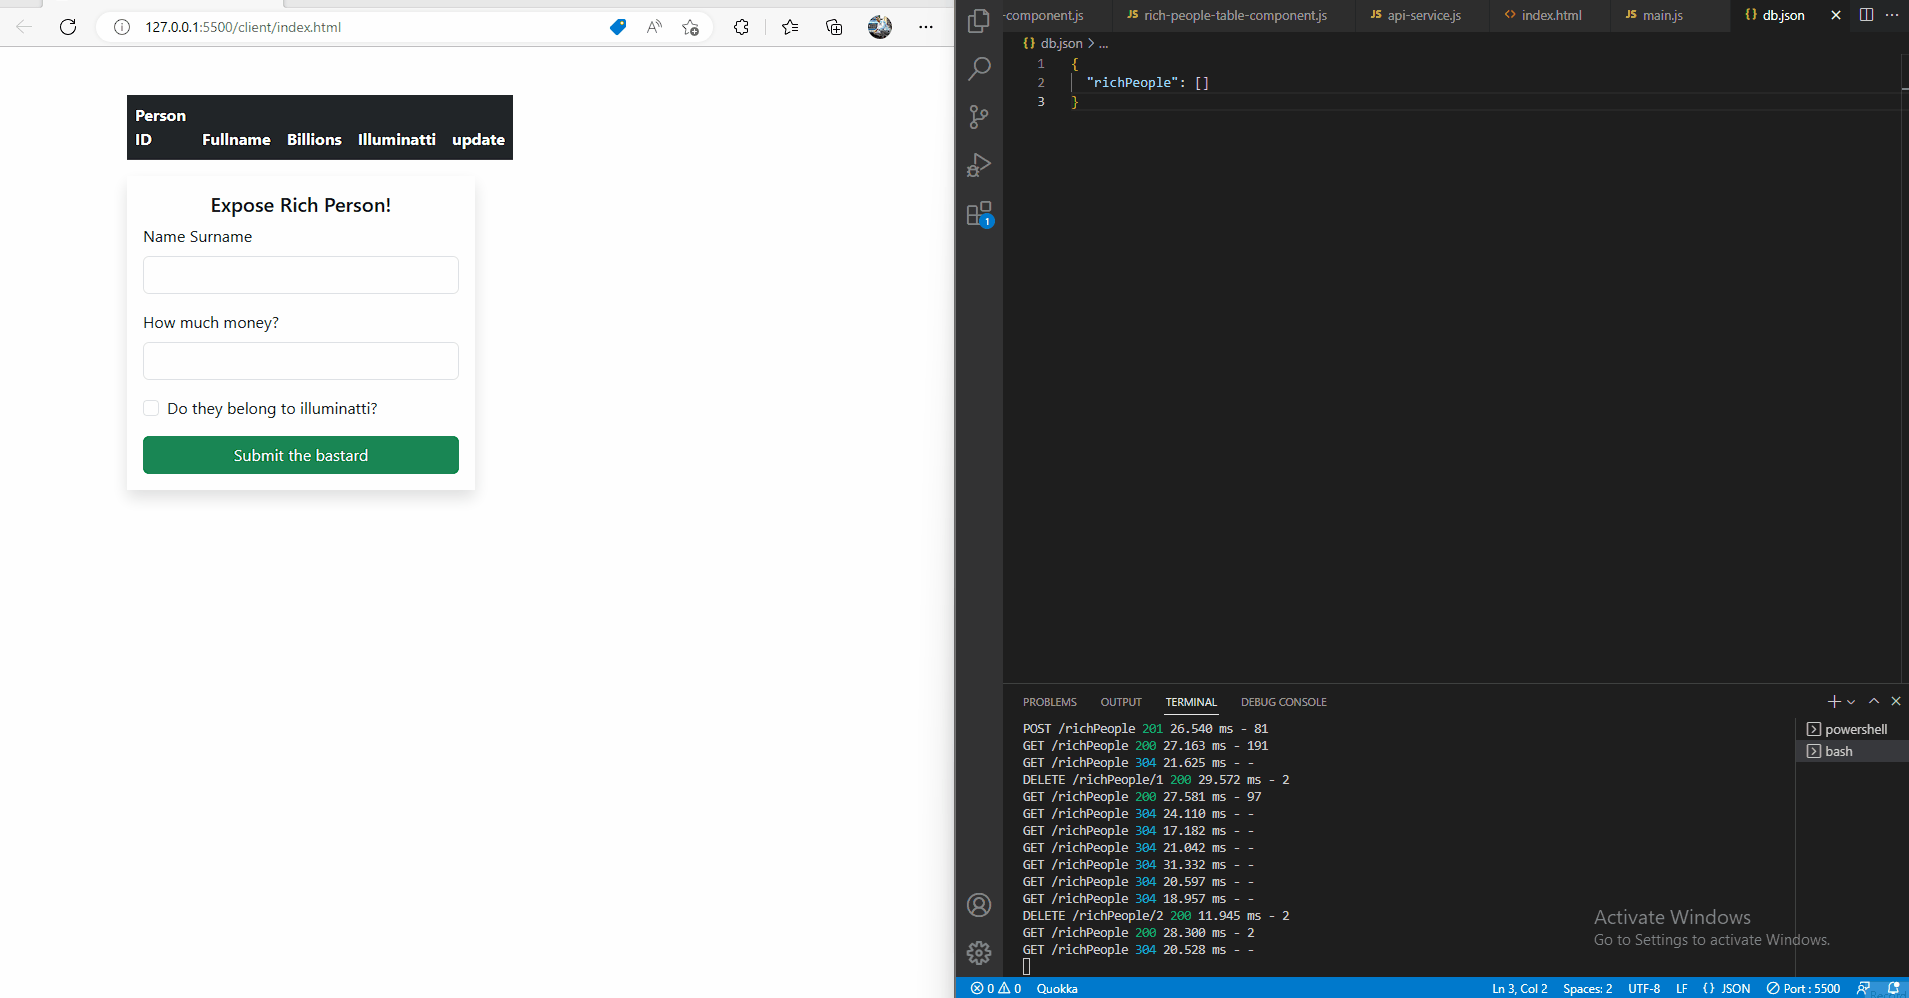 127.0.0.1:5500/client/index.html
Person
ID Fullname Billions Illuminatti update
Expose Rich Person!
Name Surname
How much money?
Do they belong to illuminatti?
Submit the bastard
-component.js rich-people-table-component.js api-service.js index.html main.js db.json
JS JS <> JS {}
{} db.json > ...
1 {
2 "richPeople": []
3 }
1
PROBLEMS OUTPUT TERMINAL DEBUG CONSOLE
POST /richPeople 201 26.540 ms - 81
GET /richPeople 200 27.163 ms - 191
GET /richPeople 304 21.625 ms - -
DELETE /richPeople/1 200 29.572 ms - 2
GET /richPeople 200 27.581 ms - 97
GET /richPeople 304 24.110 ms - -
GET /richPeople 304 17.182 ms - -
GET /richPeople 304 21.042 ms - -
GET /richPeople 304 31.332 ms - -
GET /richPeople 304 20.597 ms - -
GET /richPeople 304 18.957 ms - -
DELETE /richPeople/2 200 11.945 ms - 2
GET /richPeople 200 28.300 ms - 2
GET /richPeople 304 20.528 ms - -
powershell
bash
Activate Windows
Go to Settings to activate Windows.
0 0 Quokka Ln 3, Col 2 Spaces: 2 UTF-8 LF {} JSON Port : 5500